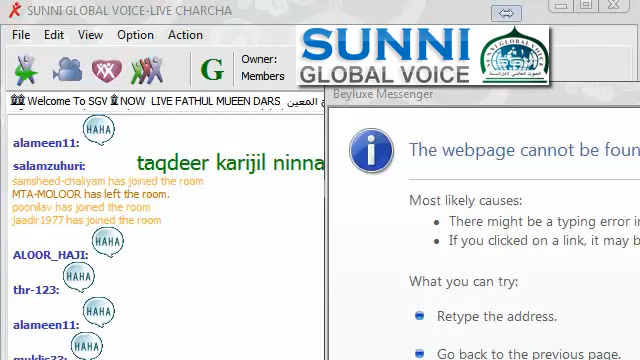 SUNNI GLOBAL VOICE-LIVE CHARCHA
File Edit View Option Action
G
Owner:
Members
SUNNI
GLOBAL VOICE
SUNNI GLOBAL VOICE
Welcome To SGV NOW LIVE FATHUL MUEEN DARS
Beyluxe Messenger
HAHA
alameen11:
salamzuhuri: taqdeer karijil ninna
samsheed-chaliyam has joined the room
MTA-MOLOOR has left the room.
poonilav has joined the room
jaadir1977 has joined the room
HAHA
ALOOR_HAJI:
HAHA
thr-123:
HAHA
alameen11:
HAHA
The webpage cannot be foun
Most likely causes:
There might be a typing error in
If you clicked on a link, it may b
What you can try:
Retype the address.
Go back to the previous page.